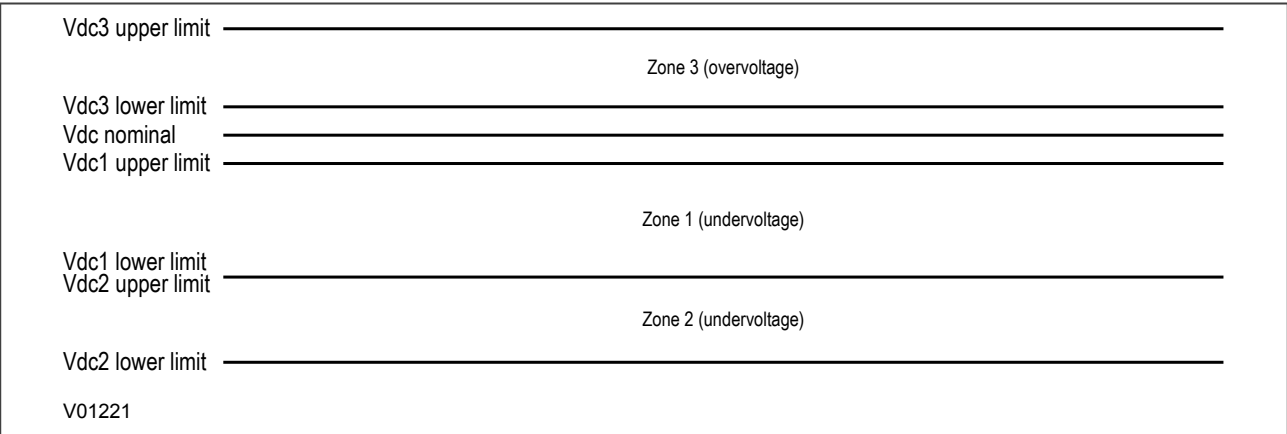 Vdc3 upper limit
Zone 3 (overvoltage)
Vdc3 lower limit
Vdc nominal
Vdc1 upper limit
Zone 1 (undervoltage)
Vdc1 lower limit
Vdc2 upper limit
Zone 2 (undervoltage)
Vdc2 lower limit
V01221